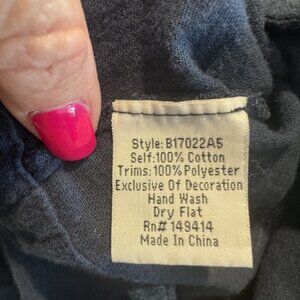 Style: B17022A5
Self:100% Cotton
Trims: 100% Polyester
Exclusive Of Decoration
Hand Wash
Dry Flat
Rn# 149414
Made In China